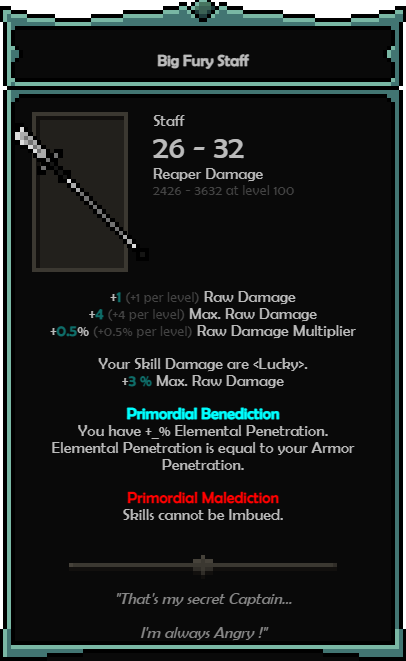 Big Fury Staff
Staff
26 - 32
Reaper Damage
2426 - 3632 at level 100
+1 (+1 per level) Raw Damage
+4 (+4 per level) Max. Raw Damage
+0.5% (+0.5% per level) Raw Damage Multiplier
Your Skill Damage are <Lucky>.
+3 % Max. Raw Damage
Primordial Benediction
You have +_% Elemental Penetration.
Elemental Penetration is equal to your Armor
Penetration.
Primordial Malediction
Skills cannot be Imbued.
"That's my secret Captain...
I'm always Angry !"